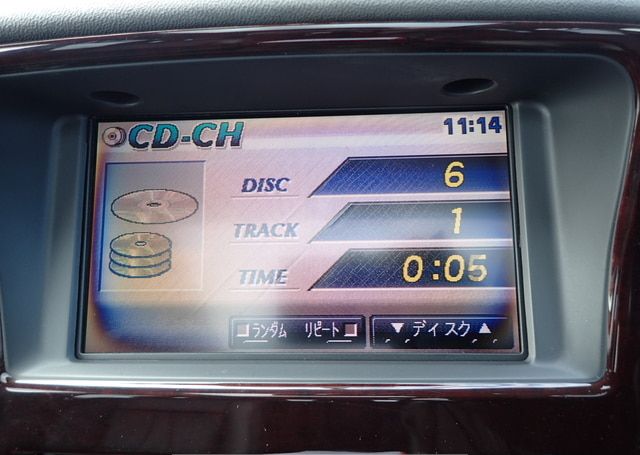 CD-CH 11:14
DISC 6
TRACK 1
TIME 0:05
ランダム リピート ▼ ディスク ▲